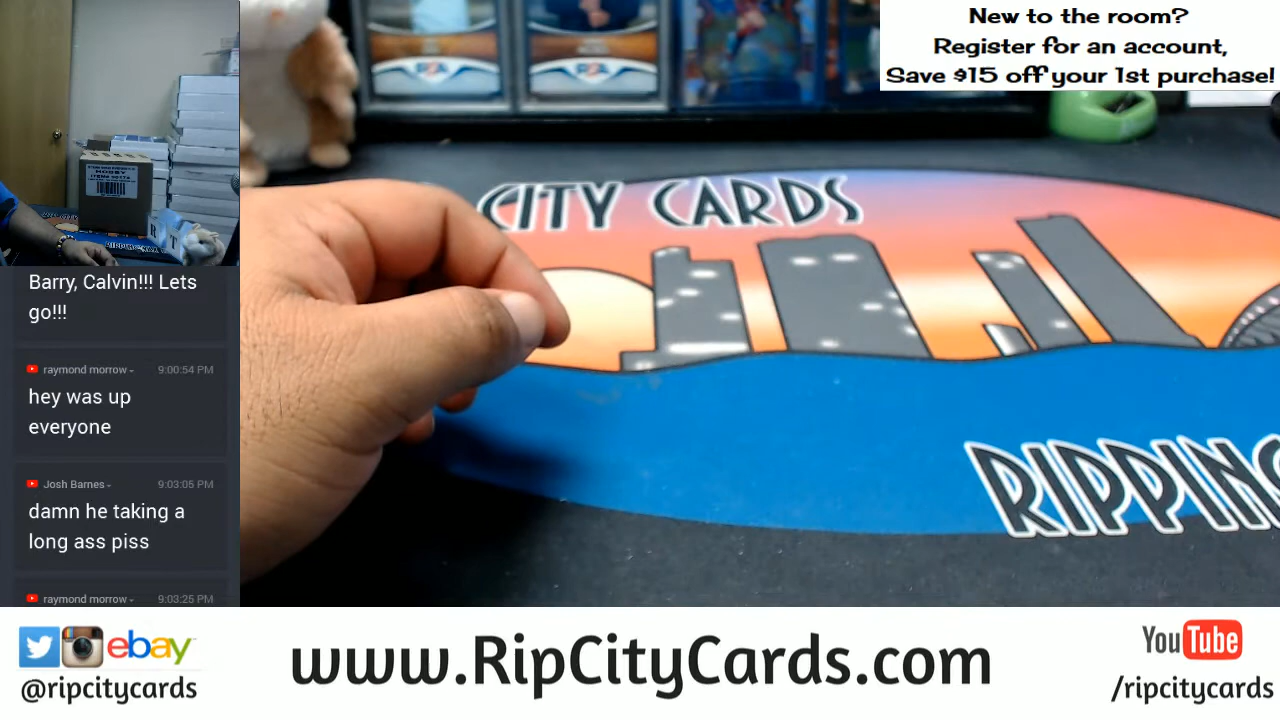 New to the room?
Register for an account,
Save $15 off your 1st purchase!
CITY CARDS
HOBBY
Barry, Calvin!!! Lets
go!!!
raymond morrow
9:00:54 PM
hey was up
everyone
Josh Barnes
9:03:05 PM
damn he taking a
long ass piss
raymond morrow
9:03:25 PM
RIPPING
ebay
@ripcitycards
www.RipCityCards.com
YouTube
/ripcitycards